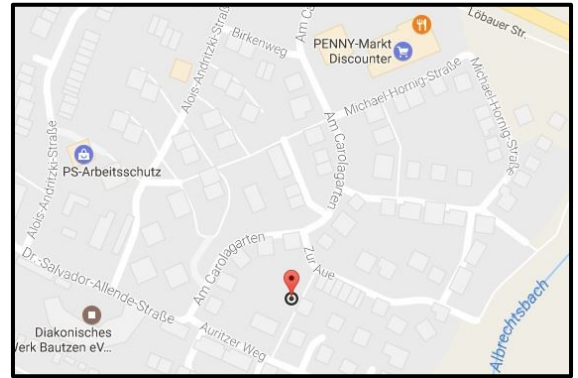 Löbauer Str.
Birkenweg
Am Carolagarten
PENNY-Markt
Discounter
Alois-Andritzki-Straße
Michael-Hornig-Straße
Michael-Hornig-Straße
Am Carolagarten
PS-Arbeitsschutz
Alois-Andritzki-Straße
Am Carolagarten
Zur Aue
Dr.-Salvador-Allende-Straße
Auritzer Weg
Albrechtsbach
Diakonisches
Werk Bautzen eV...